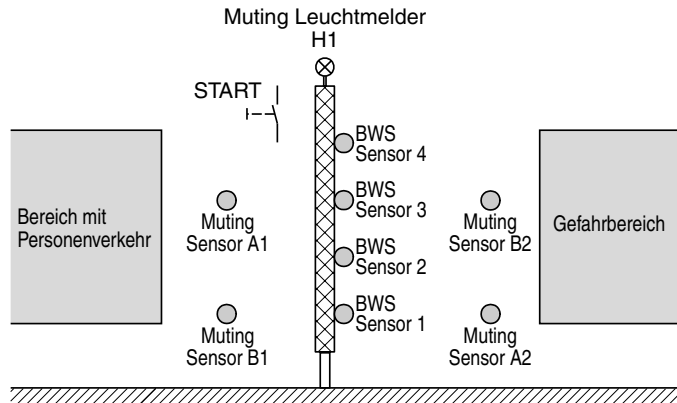 Muting Leuchtmelder
H1
START
BWS
Sensor 4
BWS
Sensor 3
BWS
Sensor 2
BWS
Sensor 1
Bereich mit
Personenverkehr
Muting
Sensor A1
Muting
Sensor B1
Muting
Sensor B2
Muting
Sensor A2
Gefahrbereich